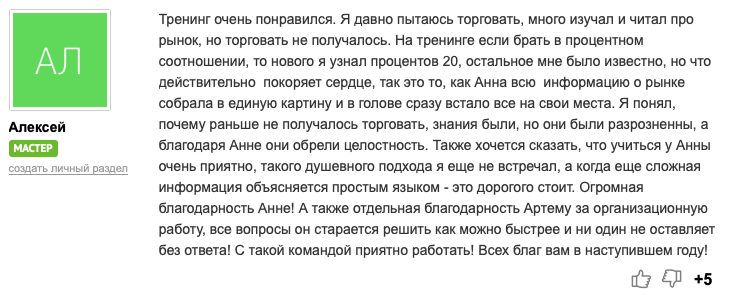 АЛ
Алексей
МАСТЕР
создать личный раздел
Тренинг очень понравился. Я давно пытаюсь торговать, много изучал и читал про
рынок, но торговать не получалось. На тренинге если брать в процентном
соотношении, то нового я узнал процентов 20, остальное мне было известно, но что
действительно покоряет сердце, так это то, как Анна всю информацию о рынке
собрала в единую картину и в голове сразу встало все на свои места. Я понял,
почему раньше не получалось торговать, знания были, но они были разрозненны, а
благодаря Анне они обрели целостность. Также хочется сказать, что учиться у Анны
очень приятно, такого душевного подхода я еще не встречал, а когда еще сложная
информация объясняется простым языком - это дорогого стоит. Огромная
благодарность Анне! А также отдельная благодарность Артему за организационную
работу, все вопросы он старается решить как можно быстрее и ни один не оставляет
без ответа! С такой командой приятно работать! Всех благ вам в наступившем году!
+5